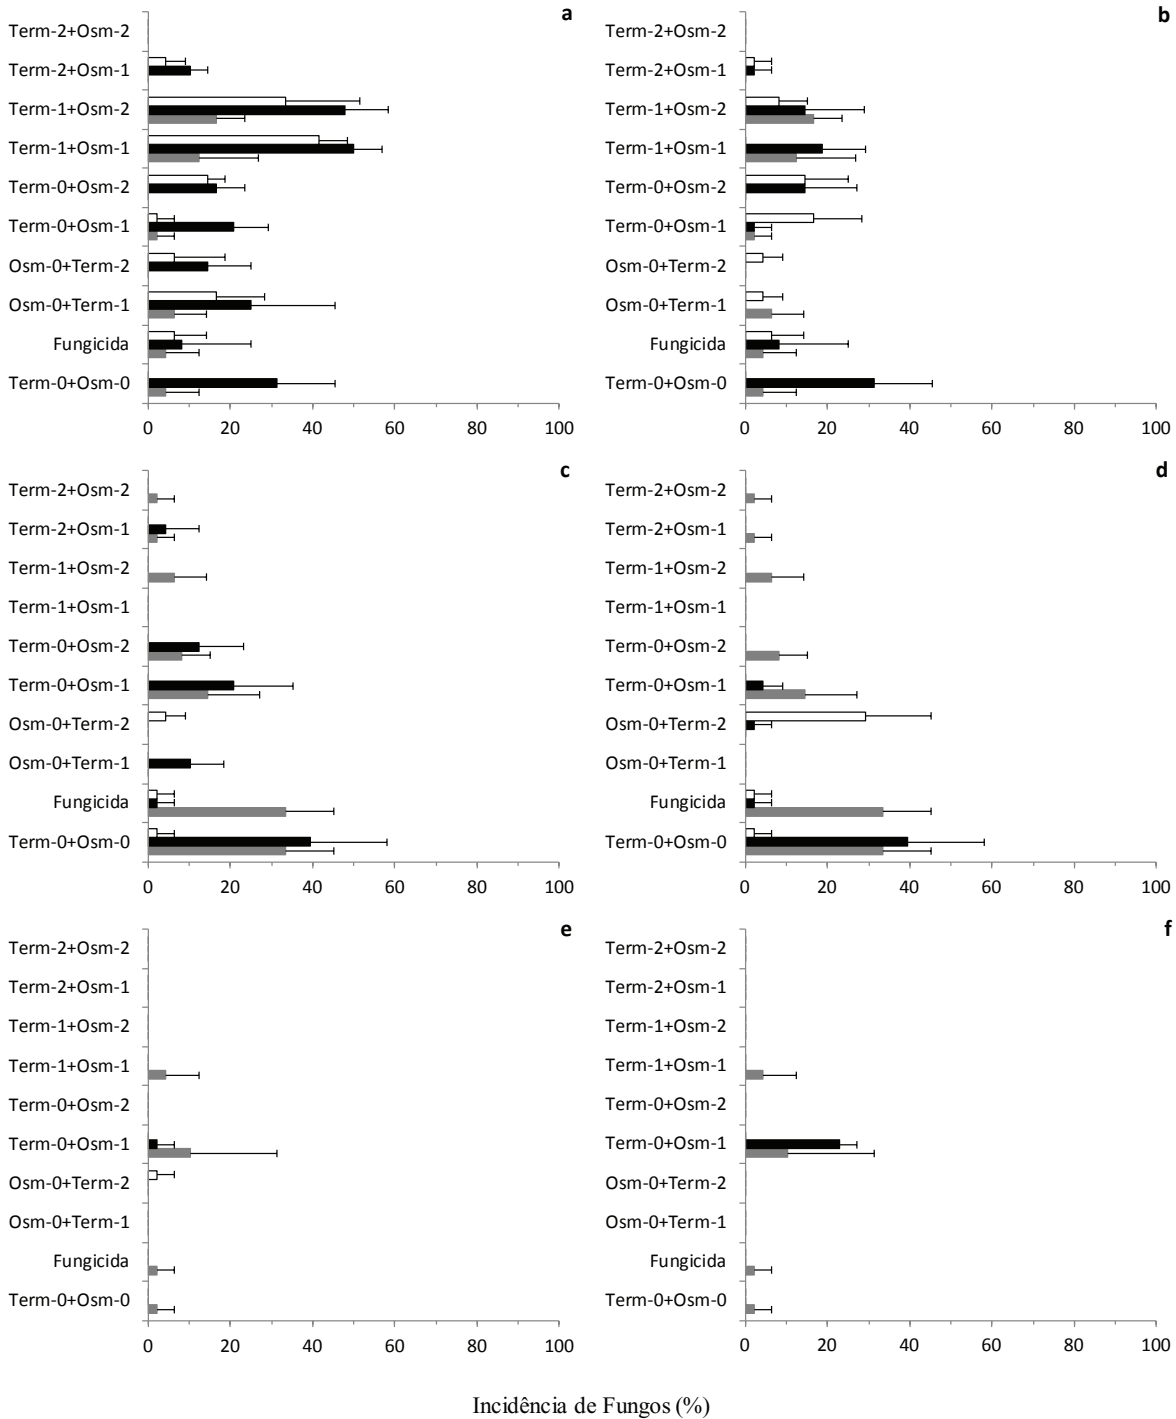 a
Term-2+Osm-2
Term-2+Osm-1
Term-1+Osm-2
Term-1+Osm-1
Term-0+Osm-2
Term-0+Osm-1
Osm-0+Term-2
Osm-0+Term-1
Fungicida
Term-0+Osm-0
0 20 40 60 80 100
b
Term-2+Osm-2
Term-2+Osm-1
Term-1+Osm-2
Term-1+Osm-1
Term-0+Osm-2
Term-0+Osm-1
Osm-0+Term-2
Osm-0+Term-1
Fungicida
Term-0+Osm-0
0 20 40 60 80 100
c
Term-2+Osm-2
Term-2+Osm-1
Term-1+Osm-2
Term-1+Osm-1
Term-0+Osm-2
Term-0+Osm-1
Osm-0+Term-2
Osm-0+Term-1
Fungicida
Term-0+Osm-0
0 20 40 60 80 100
d
Term-2+Osm-2
Term-2+Osm-1
Term-1+Osm-2
Term-1+Osm-1
Term-0+Osm-2
Term-0+Osm-1
Osm-0+Term-2
Osm-0+Term-1
Fungicida
Term-0+Osm-0
0 20 40 60 80 100
e
Term-2+Osm-2
Term-2+Osm-1
Term-1+Osm-2
Term-1+Osm-1
Term-0+Osm-2
Term-0+Osm-1
Osm-0+Term-2
Osm-0+Term-1
Fungicida
Term-0+Osm-0
0 20 40 60 80 100
f
Term-2+Osm-2
Term-2+Osm-1
Term-1+Osm-2
Term-1+Osm-1
Term-0+Osm-2
Term-0+Osm-1
Osm-0+Term-2
Osm-0+Term-1
Fungicida
Term-0+Osm-0
0 20 40 60 80 100
Incidência de Fungos (%)